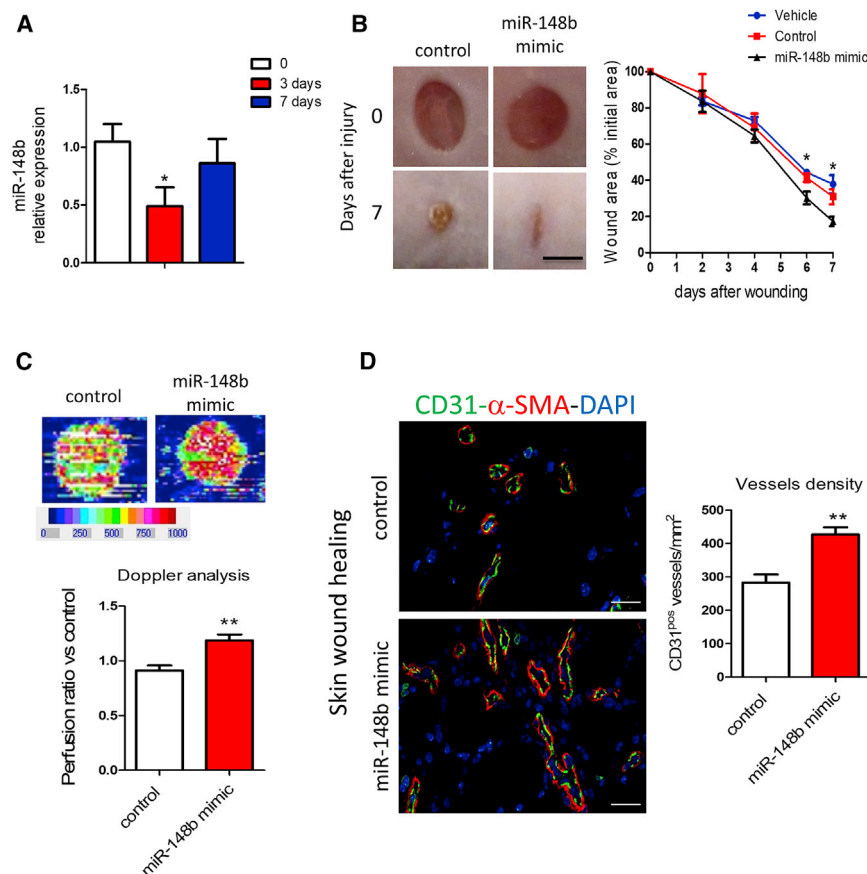 A
0
3 days
7 days
miR-148b
relative expression
1.5
1.0
0.5
0.0
*
B
control
miR-148b
mimic
Days after injury
0
7
Vehicle
Control
miR-148b mimic
Wound area (% initial area)
100
80
60
40
20
0
* *
0 1 2 3 4 5 6 7
days after wounding
C
control
miR-148b
mimic
0 250 500 750 1000
Doppler analysis
Perfusion ratio vs control
1.5
1.0
0.5
0.0
**
control
miR-148b mimic
D
CD31-α-SMA-DAPI
Skin wound healing
control
miR-148b mimic
Vessels density
CD31pos vessels/mm2
500
400
300
200
100
0
**
control
miR-148b mimic